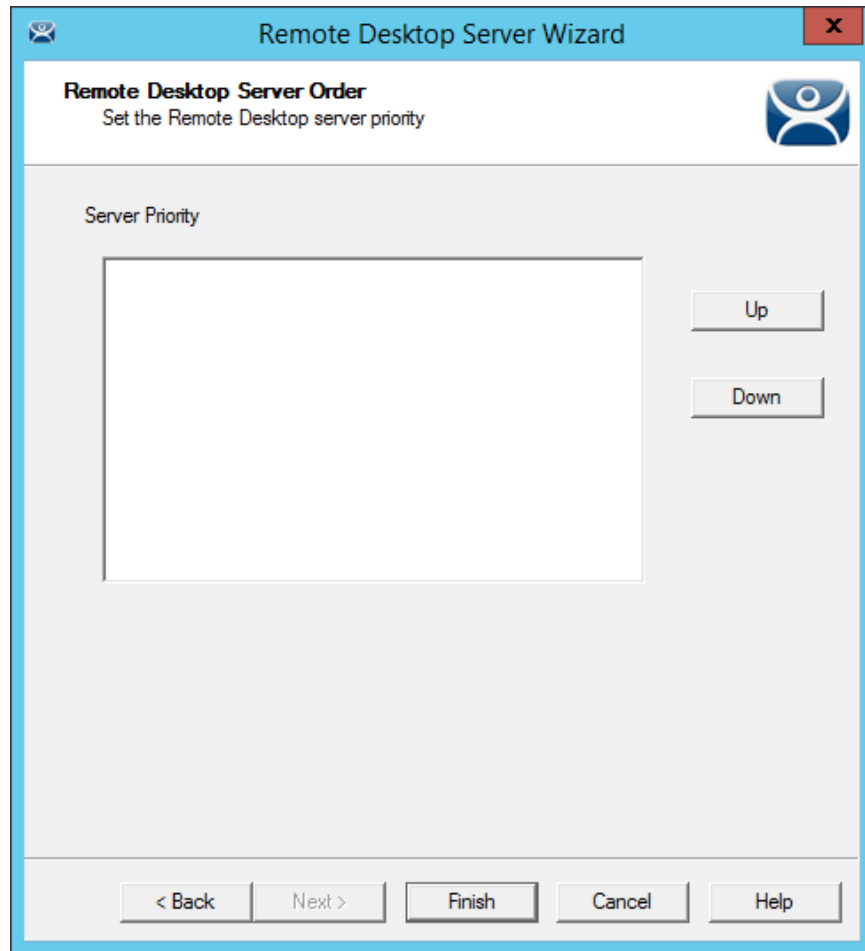 Remote Desktop Server Wizard
x
Remote Desktop Server Order
Set the Remote Desktop server priority
Server Priority
Up
Down
< Back Next > Finish Cancel Help